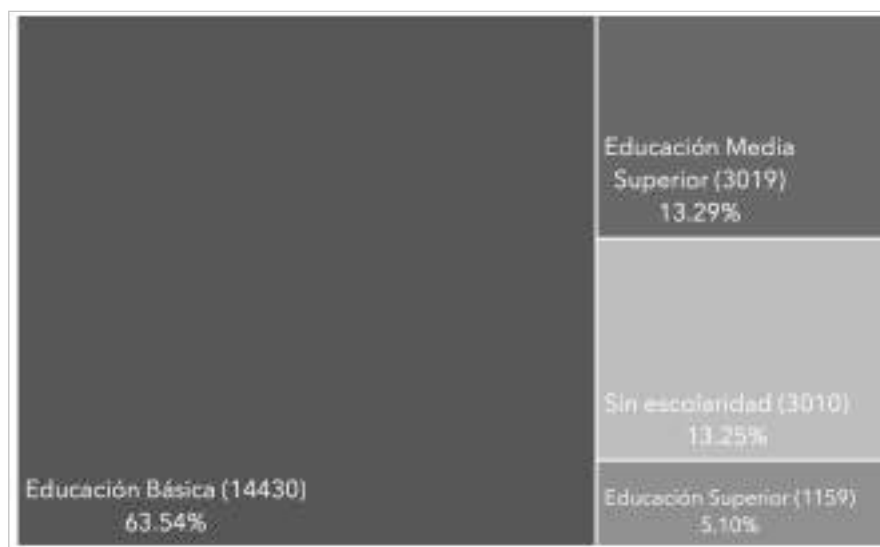 Educación Media
Superior (3019)
13.29%
Sin escolaridad (3010)
13.25%
Educación Básica (14430)
63.54%
Educación Superior (1159)
5.10%